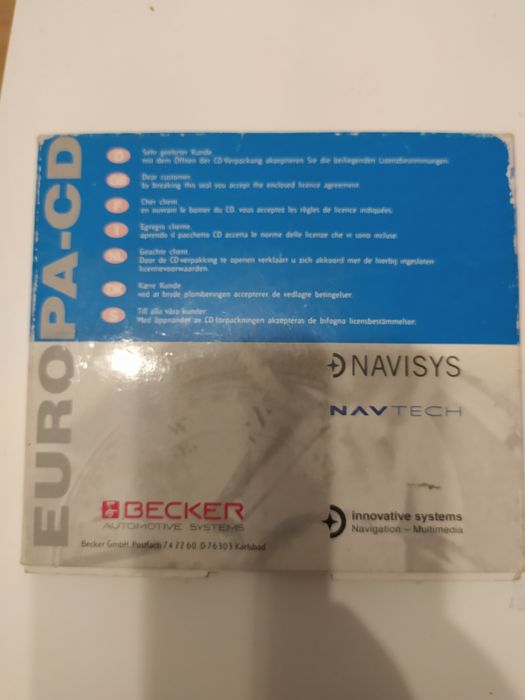 EUROPA-CD
D
Sehr geehrter Kunde
mit dem Öffnen der CD-Verpackung akzeptieren Sie die beiliegenden Lizenzbestimmungen.
GB
Dear customer
by breaking this seal you accept the enclosed licence agreement.
F
Cher client
en ouvrant le boitier du CD, vous acceptez les règles de licence indiquées.
I
Egregio cliente
aprendo il pacchetto CD accetta le norme delle licenze che vi sono incluse.
NL
Geachte client
Door de CD-verpakking te openen verklaart u zich akkoord met de hierbij ingesloten
licentievoorwaarden.
DK
Kære Kunde
ved at bryde plomberingen accepterer de vedlagte betingelser.
S
Till alla våra kunder:
Med öppnandet av CD-förpackningen akzepteras de bifogna licensbestämmelser.
NAVISYS
NAVTECH
BECKER
AUTOMOTIVE SYSTEMS
Becker GmbH, Postfach 74 22 60, D-76303 Karlsbad
innovative systems
Navigation – Multimedia